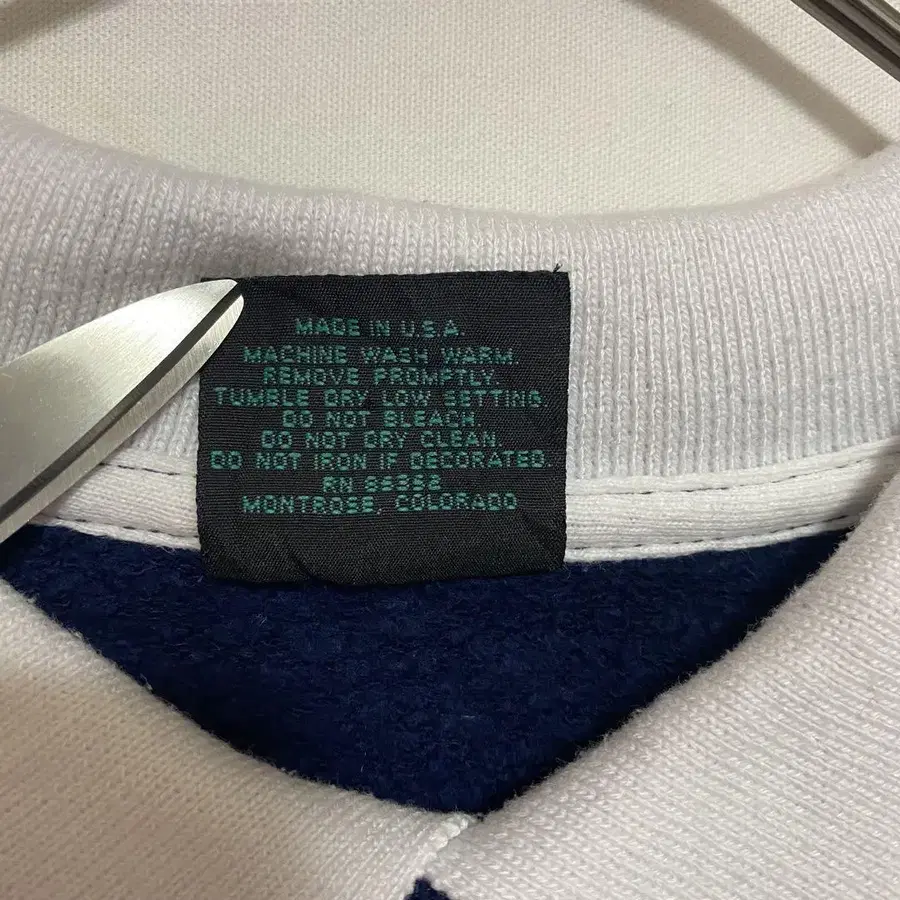 MADE IN U.S.A.
MACHINE WASH WARM
REMOVE PROMPTLY.
TUMBLE DRY LOW SETTING.
DO NOT BLEACH
DO NOT DRY CLEAN
DO NOT IRON IF DECORATED.
RN
MONTROSE, COLORADO